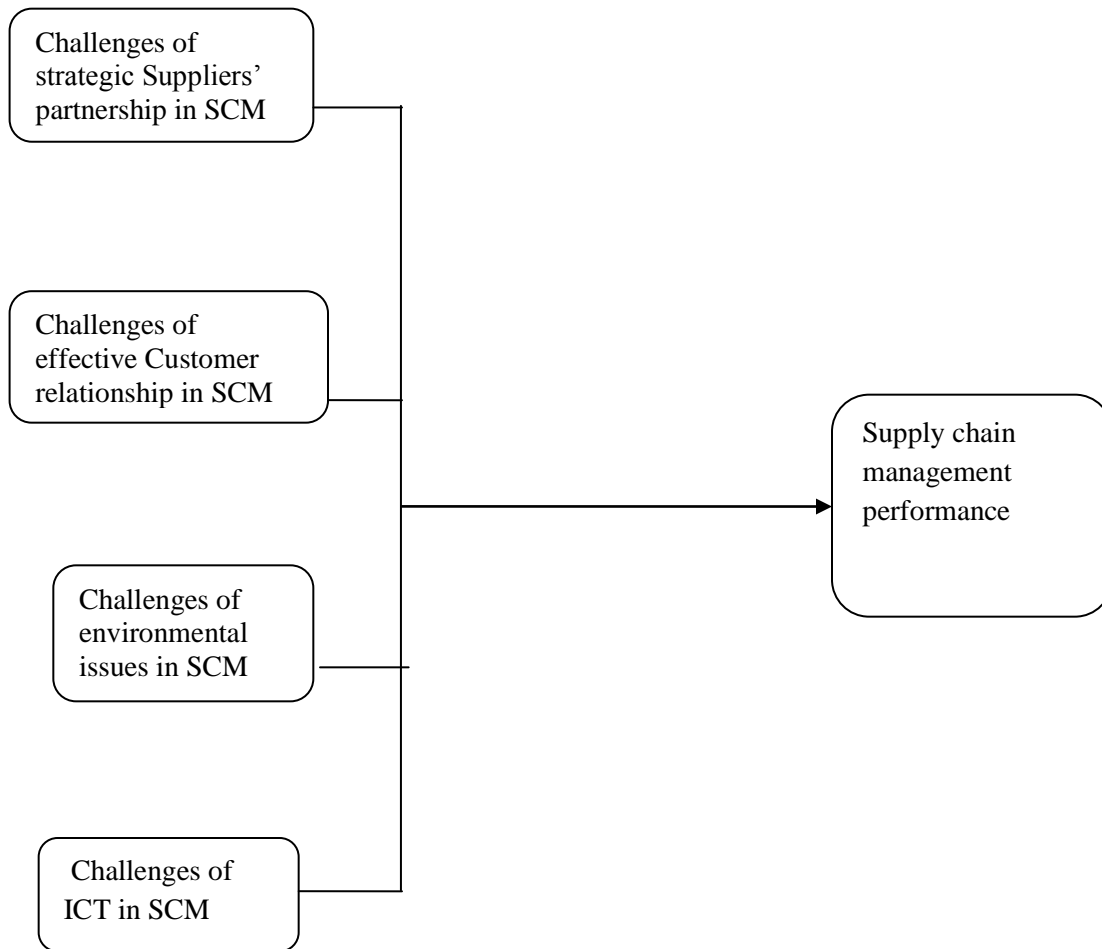 Challenges of
strategic Suppliers’
partnership in SCM
Challenges of
effective Customer
relationship in SCM
Supply chain
management
performance
Challenges of
environmental
issues in SCM
Challenges of
ICT in SCM